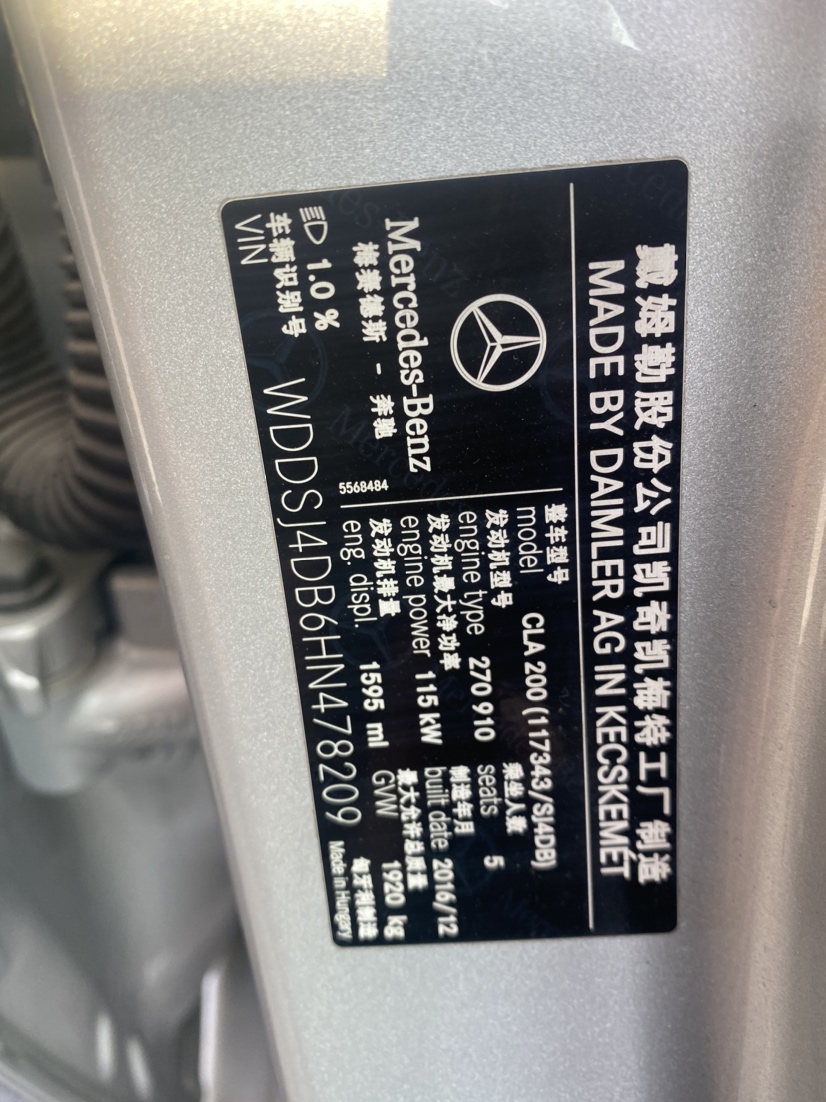 戴姆勒股份公司凯奇凯梅特工厂 制造
MADE BY DAIMLER AG IN KECSKEMÉT
Mercedes-Benz
梅赛德斯 - 奔驰
1.0 %
5568484
整车型号
model CLA 200 (117343/SJ4DB)
发动机型号 乘坐人数
engine type 270 910 seats 5
发动机最大净功率 制造年月
engine power 115 kW built date 2016/12
发动机排量 最大允许总质量
eng. displ. 1595 ml GVW 1920 kg
车辆识别号 匈牙利制造
VIN WDDSJ4DB6HN478209 Made in Hungary